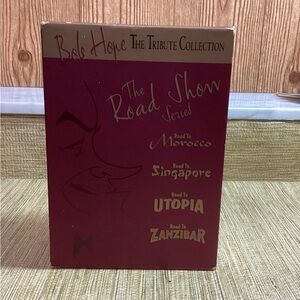 Bob Hope THE TRIBUTE COLLECTION
The
Road Show
Series
Road To
Morocco
Road To
Singapore
Road To
UTOPIA
Road To
ZANZIBAR